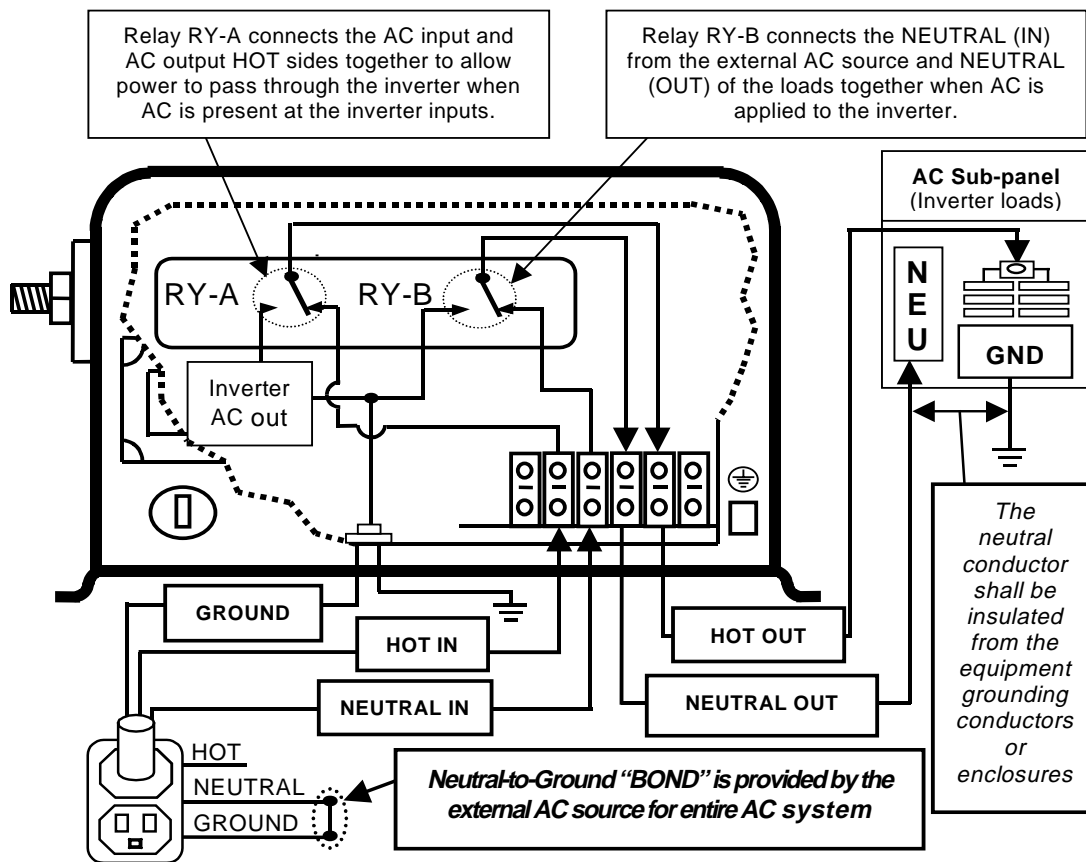 Relay RY-A connects the AC input and
AC output HOT sides together to allow
power to pass through the inverter when
AC is present at the inverter inputs.
Relay RY-B connects the NEUTRAL (IN)
from the external AC source and NEUTRAL
(OUT) of the loads together when AC is
applied to the inverter.
AC Sub-panel
(Inverter loads)
N
E
U
GND
RY-A
RY-B
Inverter
AC out
The
neutral
conductor
shall be
insulated
from the
equipment
grounding
conductors
or
enclosures
GROUND
HOT IN
NEUTRAL IN
HOT OUT
NEUTRAL OUT
HOT
NEUTRAL
GROUND
Neutral-to-Ground “BOND” is provided by the
external AC source for entire AC system